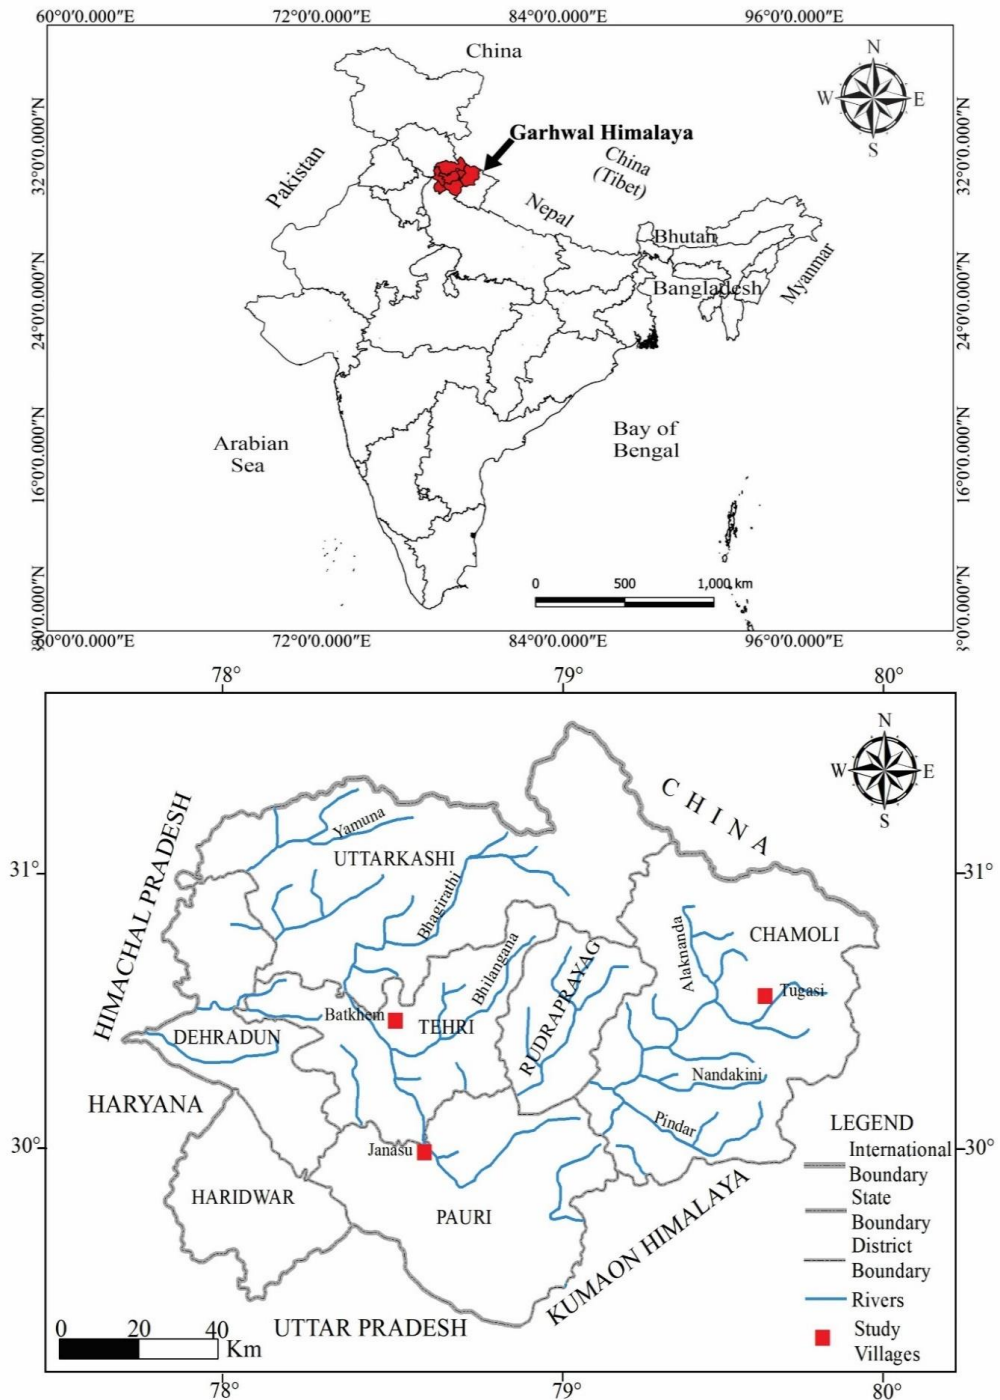 60°0'0.000"E 72°0'0.000"E 84°0'0.000"E 96°0'0.000"E
China
N
W E
S
32°0'0.000"N
32°0'0.000"N
Garhwal Himalaya
Pakistan
China
(Tibet)
Nepal
Bhutan
Bangladesh
Myanmar
24°0'0.000"N
24°0'0.000"N
Arabian
Sea
Bay of
Bengal
16°0'0.000"N
16°0'0.000"N
0 500 1,000 km
60°0'0.000"E 72°0'0.000"E 84°0'0.000"E 96°0'0.000"E
78° 79° 80°
N
W E
S
CHINA
HIMACHAL PRADESH
Yamuna
UTTARKASHI
31°
31°
Bhagirathi
Bhilangana
Alaknanda
CHAMOLI
RUDRAPRAYAG
Tugasi
Batkhem
TEHRI
DEHRADUN
Nandakini
HARYANA
Pindar
30°
30°
Janasu
HARIDWAR
PAURI
KUMAON HIMALAYA
UTTAR PRADESH
LEGEND
International
Boundary
State
Boundary
District
Boundary
Rivers
Study
Villages
0 20 40
Km
78° 79° 80°